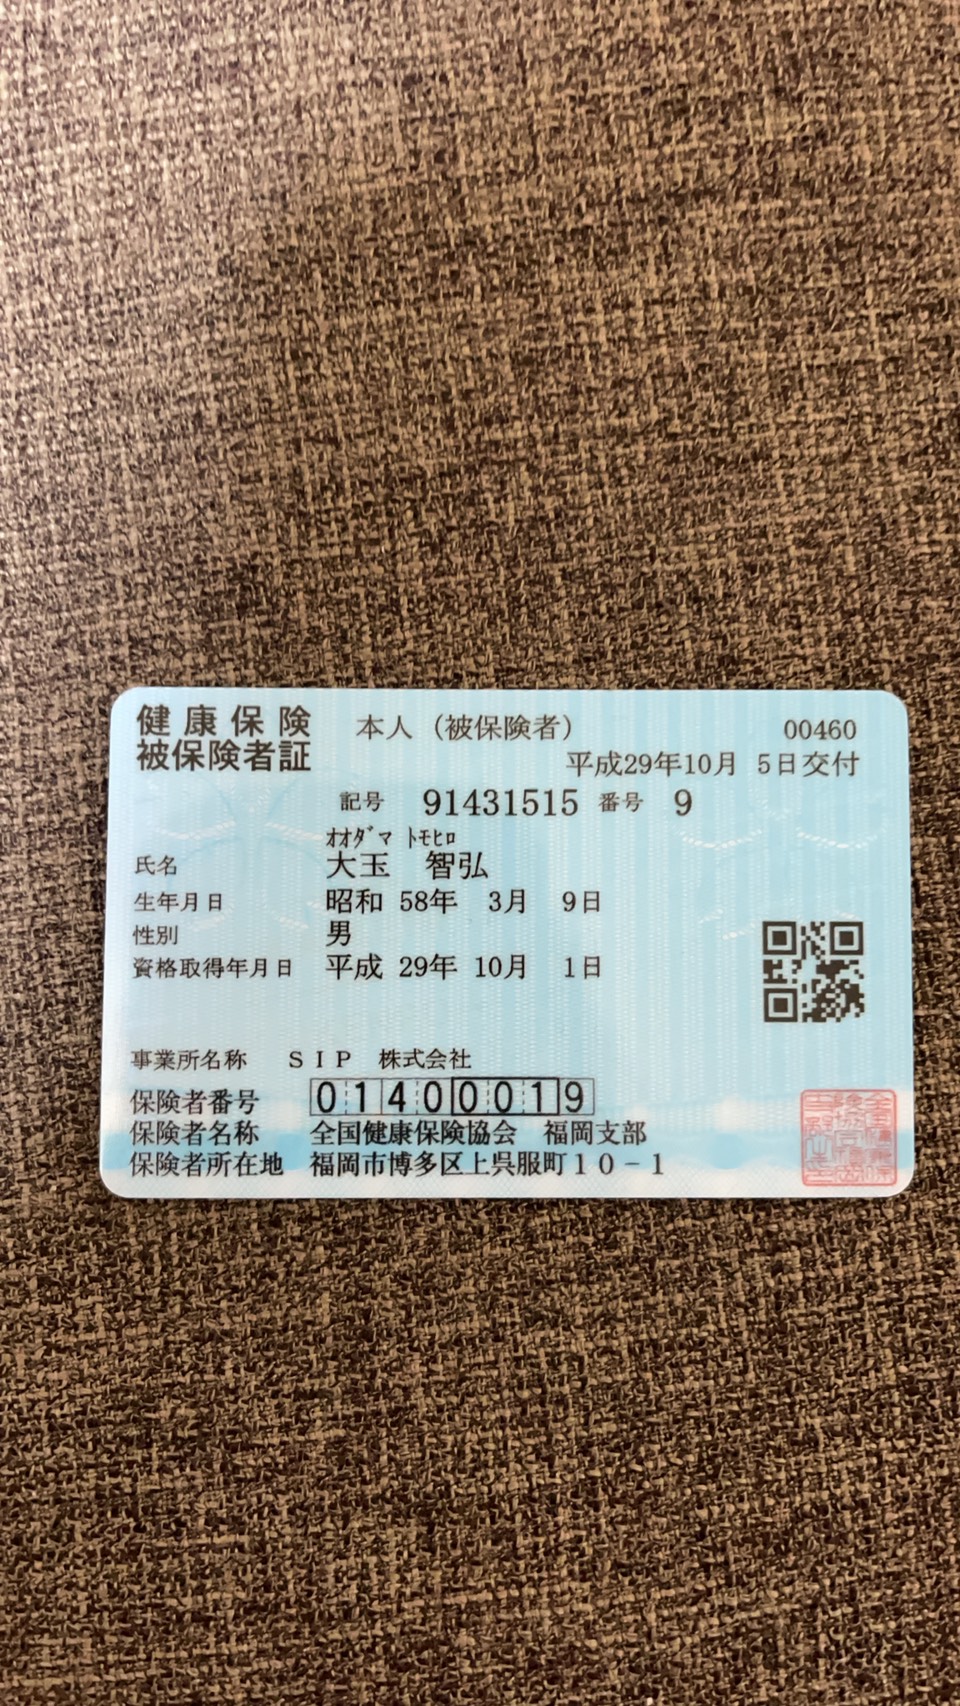 健康保険 本人（被保険者） 00460
被保険者証 平成29年10月 5日交付
記号 91431515 番号 9
ｵｵﾀﾞﾏ ﾄﾓﾋﾛ
氏名 大玉 智弘
生年月日 昭和 58年 3月 9日
性別 男
資格取得年月日 平成 29年 10月 1日
事業所名称 ＳＩＰ 株式会社
保険者番号 01400019
保険者名称 全国健康保険協会 福岡支部
保険者所在地 福岡市博多区上呉服町１０－１